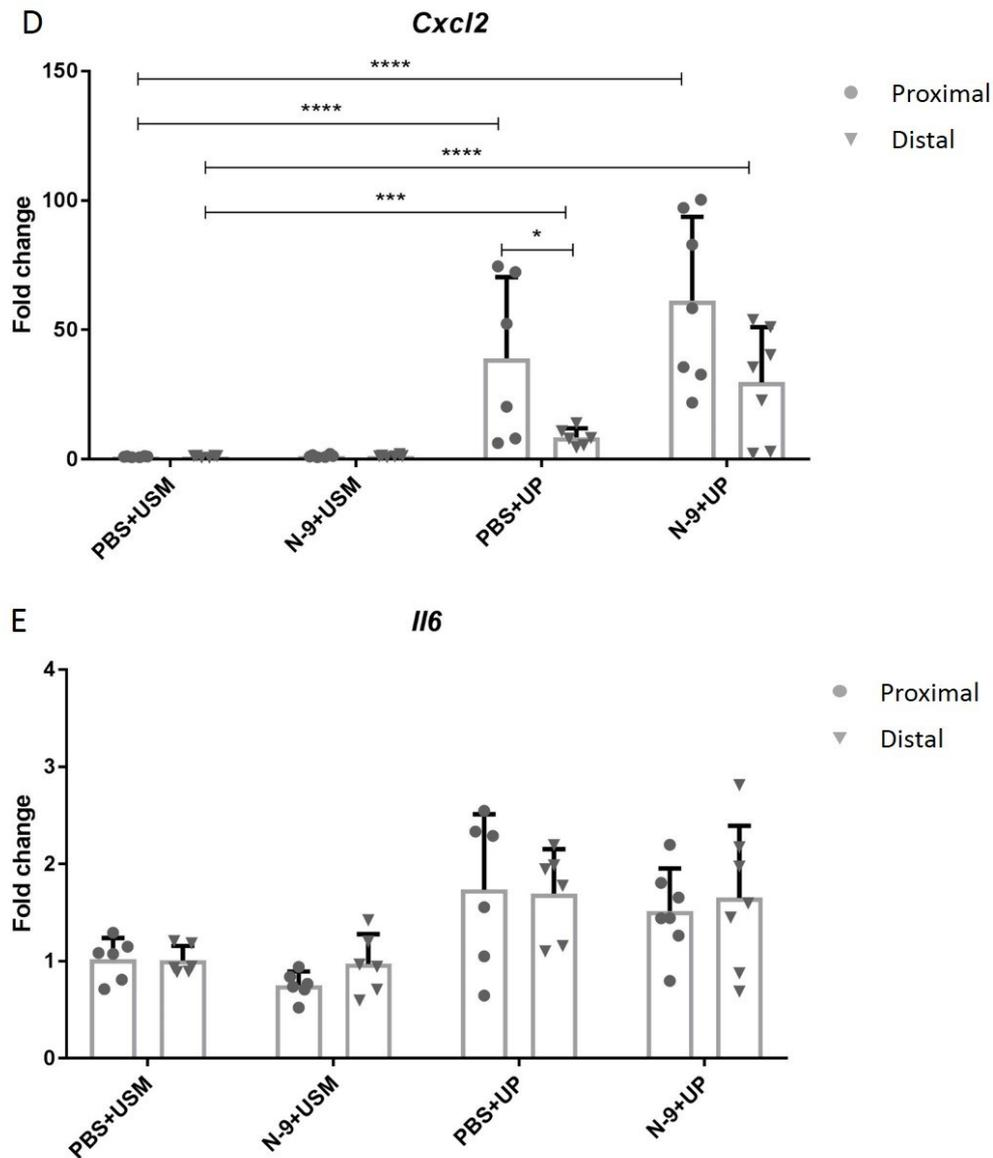 D
Cxcl2
Proximal
Distal
Fold change
150
100
50
0
****
****
****
***
*
PBS+USM
N-9+USM
PBS+UP
N-9+UP
E
Il6
Proximal
Distal
Fold change
4
3
2
1
0
PBS+USM
N-9+USM
PBS+UP
N-9+UP